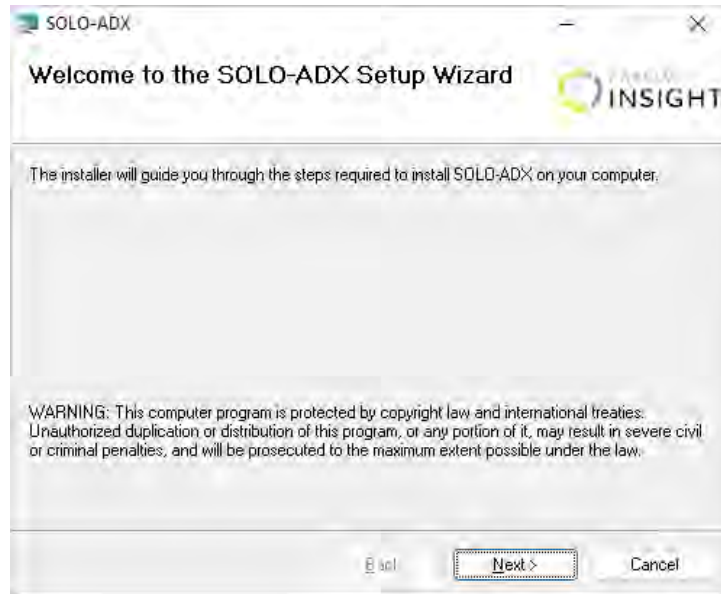 SOLO-ADX
Welcome to the SOLO-ADX Setup Wizard
INSIGHT
The installer will guide you through the steps required to install SOLO-ADX on your computer.
WARNING: This computer program is protected by copyright law and international treaties.
Unauthorized duplication or distribution of this program, or any portion of it, may result in severe civil
or criminal penalties, and will be prosecuted to the maximum extent possible under the law.
Next > Cancel